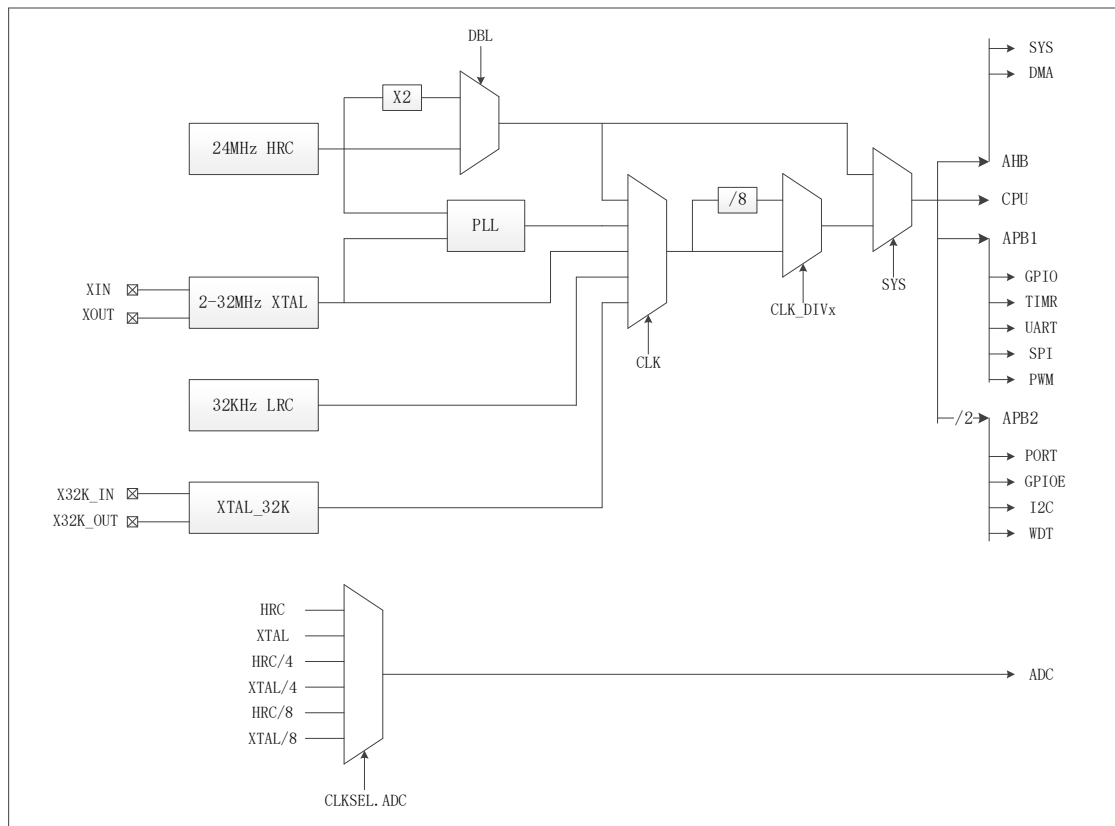 DBL
X2
24MHz HRC
PLL
XIN
XOUT
2-32MHz XTAL
32KHz LRC
X32K_IN
X32K_OUT
XTAL_32K
CLK
/8
CLK_DIVx
SYS
SYS
DMA
AHB
CPU
APB1
GPIO
TIMR
UART
SPI
PWM
/2
APB2
PORT
GPIOE
I2C
WDT
HRC
XTAL
HRC/4
XTAL/4
HRC/8
XTAL/8
CLKSEL.ADC
ADC